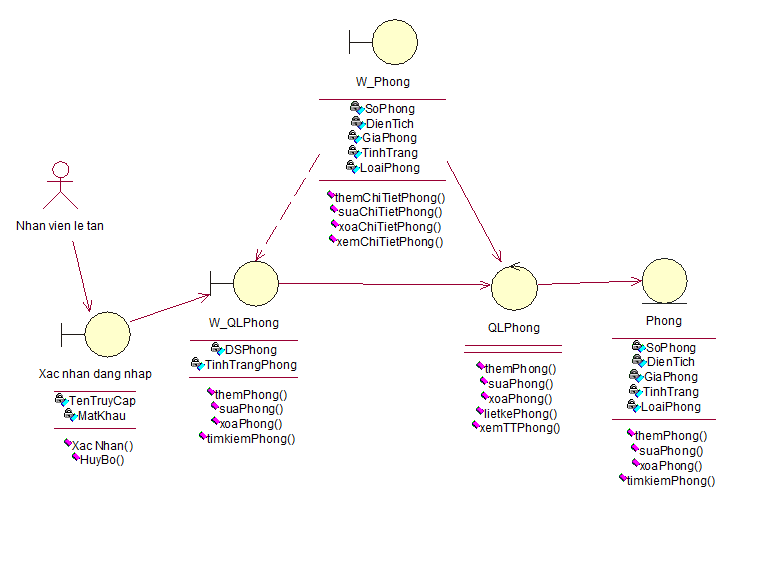 W_Phong
SoPhong
DienTich
GiaPhong
TinhTrang
LoaiPhong
themChiTietPhong()
suaChiTietPhong()
xoaChiTietPhong()
xemChiTietPhong()
Nhan vien le tan
Xac nhan dang nhap
TenTruyCap
MatKhau
Xac Nhan()
HuyBo()
W_QLPhong
DSPhong
TinhTrangPhong
themPhong()
suaPhong()
xoaPhong()
timkiemPhong()
QLPhong
themPhong()
suaPhong()
xoaPhong()
lietkePhong()
xemTTPhong()
Phong
SoPhong
DienTich
GiaPhong
TinhTrang
LoaiPhong
themPhong()
suaPhong()
xoaPhong()
timkiemPhong()